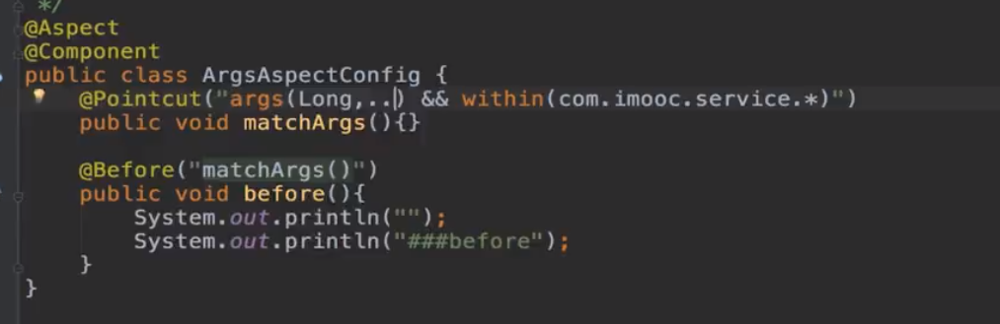 */
@Aspect
@Component
public class ArgsAspectConfig {
    @Pointcut("args(Long,..) && within(com.imooc.service.*)")
    public void matchArgs(){}

    @Before("matchArgs()")
    public void before(){
        System.out.println("");
        System.out.println("###before");
    }
}